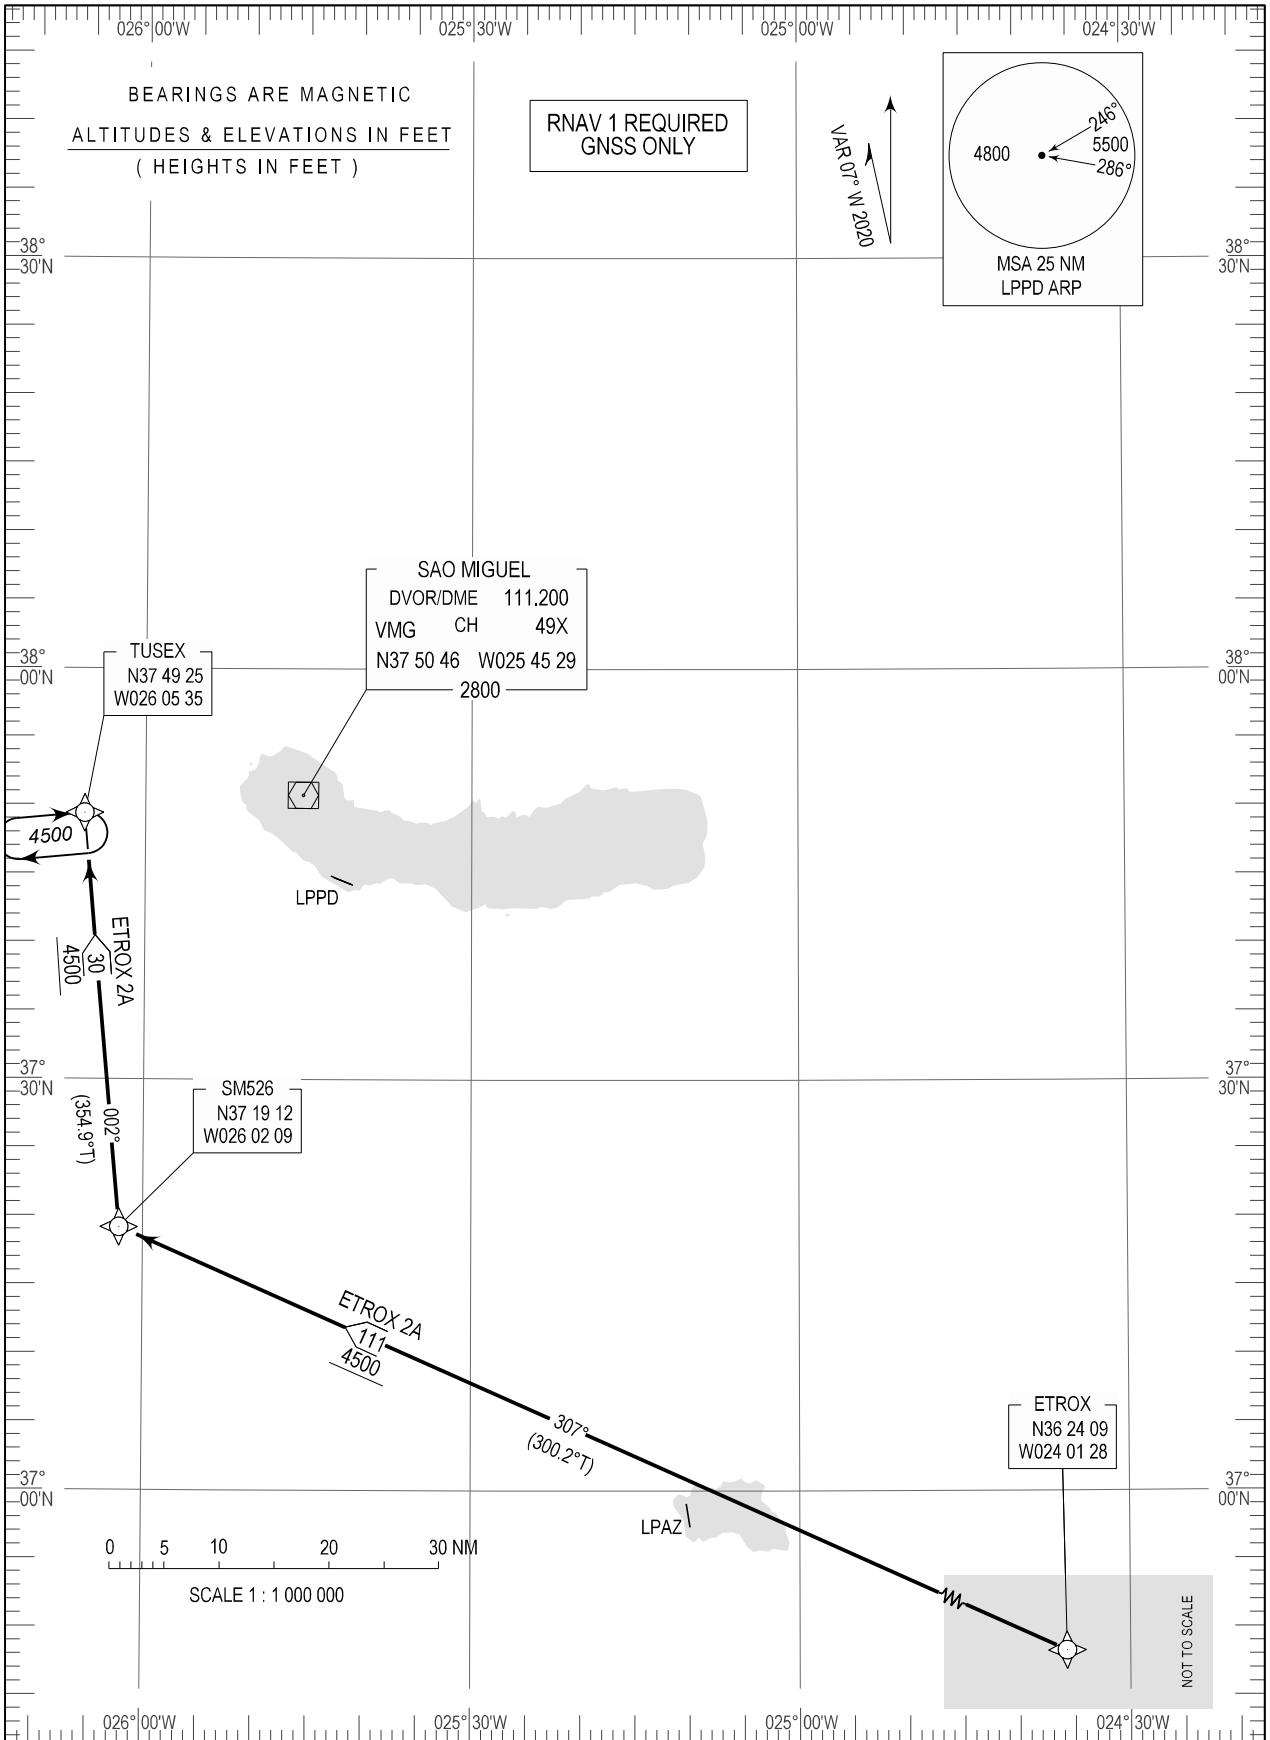 026°00'W
025°30'W
025°00'W
024°30'W
BEARINGS ARE MAGNETIC
ALTITUDES & ELEVATIONS IN FEET
( HEIGHTS IN FEET )
RNAV 1 REQUIRED
GNSS ONLY
VAR 07° W 2020
246°
4800
5500
286°
MSA 25 NM
LPPD ARP
38°
30'N
38°
30'N
SAO MIGUEL
DVOR/DME 111.200
VMG CH 49X
N37 50 46 W025 45 29
2800
TUSEX
N37 49 25
W026 05 35
38°
00'N
38°
00'N
4500
LPPD
ETROX 2A
30
4500
37°
30'N
37°
30'N
SM526
N37 19 12
W026 02 09
002°
(354.9°T)
ETROX 2A
111
4500
307°
(300.2°T)
ETROX
N36 24 09
W024 01 28
37°
00'N
37°
00'N
LPAZ
0 5 10 20 30 NM
SCALE 1 : 1 000 000
NOT TO SCALE
026°00'W
025°30'W
025°00'W
024°30'W